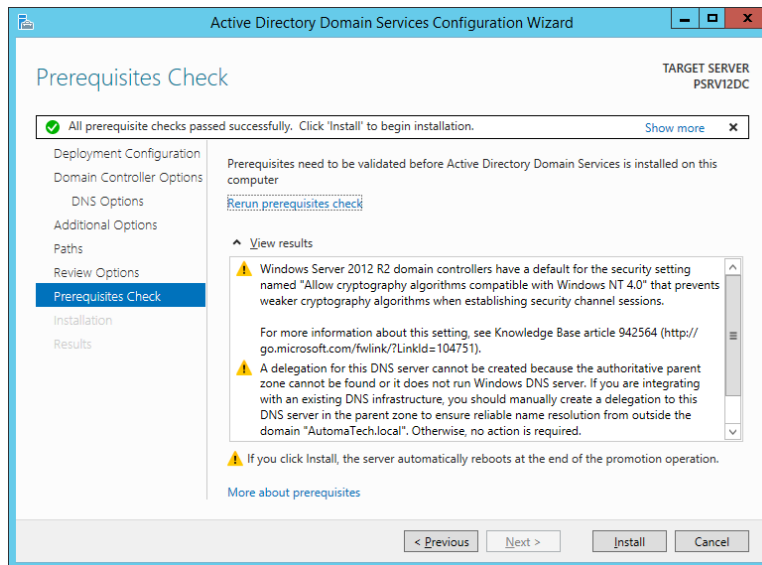 Active Directory Domain Services Configuration Wizard
Prerequisites Check
TARGET SERVER
PSRV12DC
All prerequisite checks passed successfully. Click 'Install' to begin installation.
Show more
Deployment Configuration
Domain Controller Options
DNS Options
Additional Options
Paths
Review Options
Prerequisites Check
Installation
Results
Prerequisites need to be validated before Active Directory Domain Services is installed on this
computer
Rerun prerequisites check
View results
Windows Server 2012 R2 domain controllers have a default for the security setting
named "Allow cryptography algorithms compatible with Windows NT 4.0" that prevents
weaker cryptography algorithms when establishing security channel sessions.
For more information about this setting, see Knowledge Base article 942564 (http://
go.microsoft.com/fwlink/?LinkId=104751).
A delegation for this DNS server cannot be created because the authoritative parent
zone cannot be found or it does not run Windows DNS server. If you are integrating
with an existing DNS infrastructure, you should manually create a delegation to this
DNS server in the parent zone to ensure reliable name resolution from outside the
domain "AutomaTech.local". Otherwise, no action is required.
If you click Install, the server automatically reboots at the end of the promotion operation.
More about prerequisites
< Previous
Next >
Install
Cancel